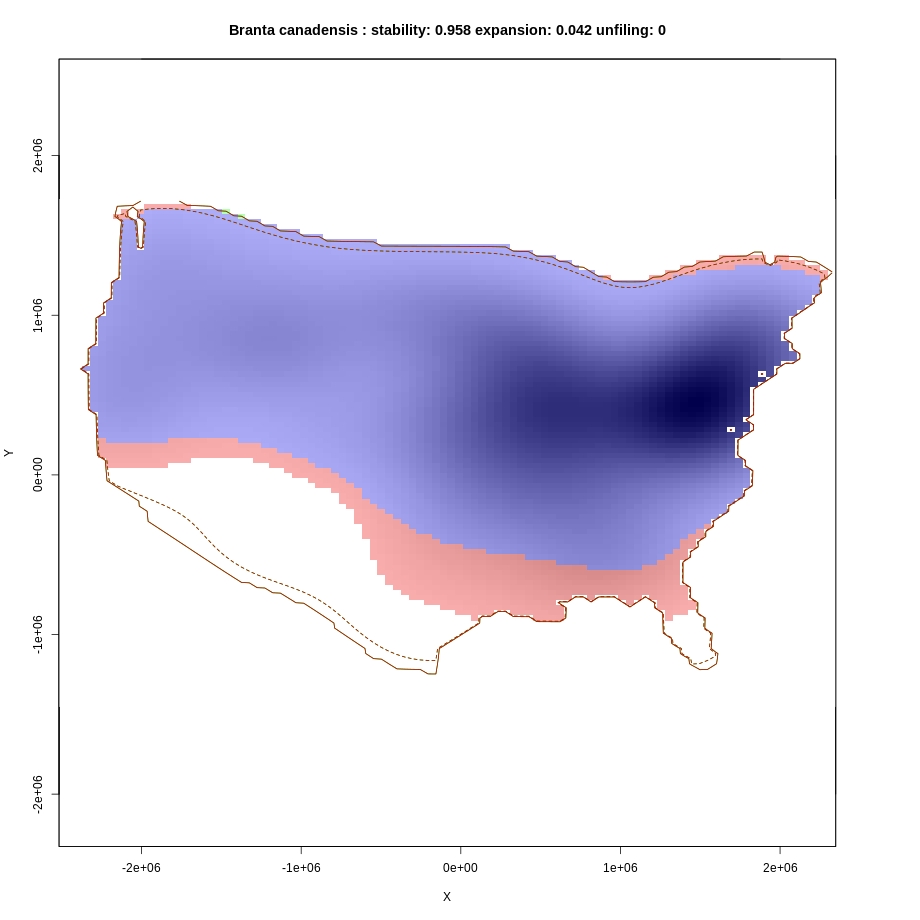 Branta canadensis : stability: 0.958 expansion: 0.042 unfiling: 0
2e+06
1e+06
0e+00
-1e+06
-2e+06
Y
-2e+06 -1e+06 0e+00 1e+06 2e+06
X